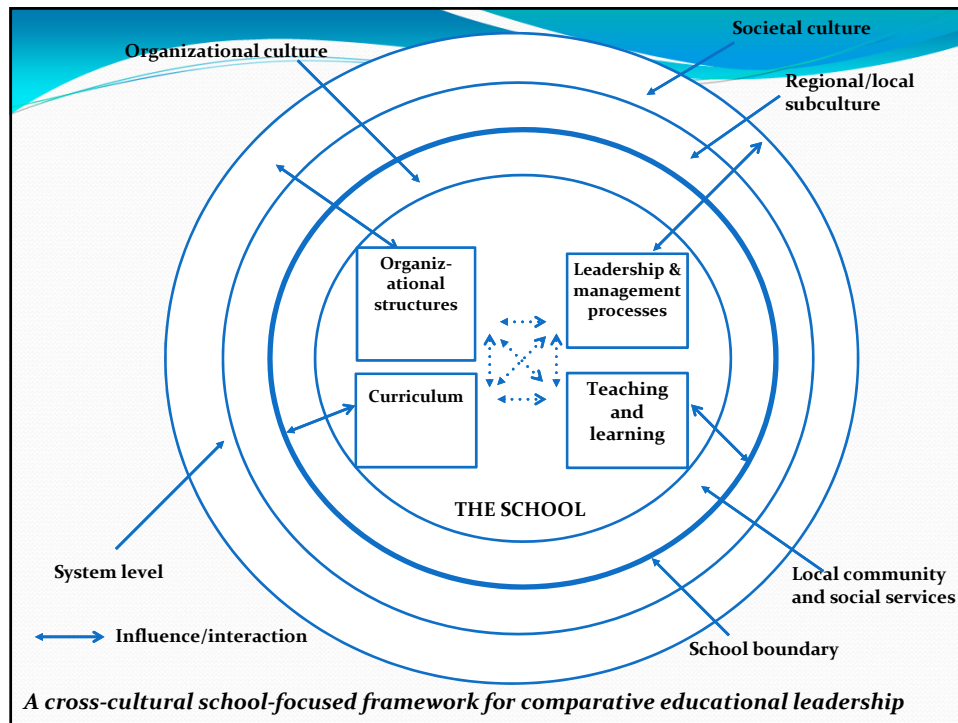 Societal culture
Organizational culture
Regional/local
subculture
Organiz-
ational
structures
Leadership &
management
processes
Curriculum
Teaching
and
learning
THE SCHOOL
System level
Local community
and social services
Influence/interaction
School boundary
A cross-cultural school-focused framework for comparative educational leadership